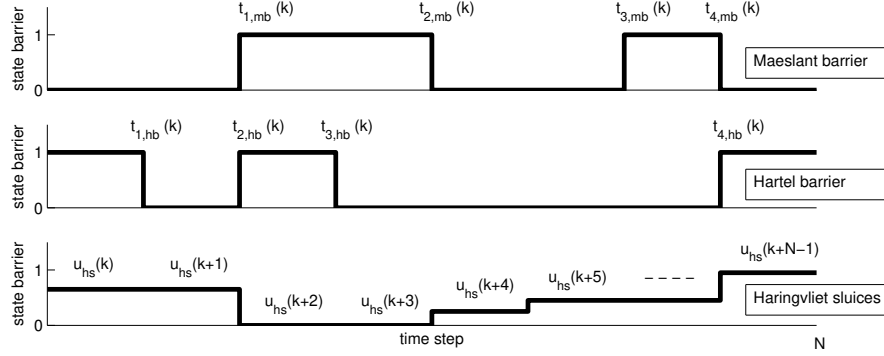 t1,mb (k) t2,mb (k) t3,mb (k) t4,mb (k)
state barrier
1
0
Maeslant barrier
t1,hb (k) t2,hb (k) t3,hb (k) t4,hb (k)
state barrier
1
0
Hartel barrier
uhs(k) uhs(k+1) uhs(k+2) uhs(k+3) uhs(k+4) uhs(k+5) − − − − uhs(k+N−1)
state barrier
1
0
Haringvliet sluices
time step
N